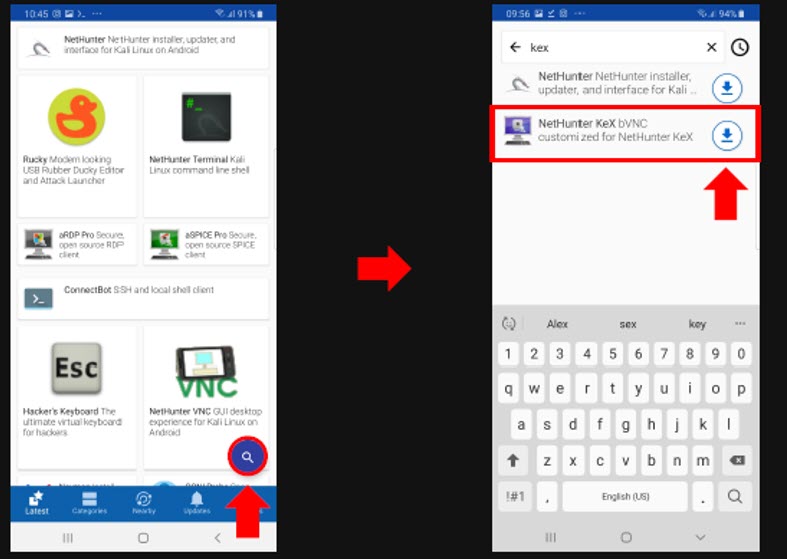 10:45
91%
NetHunter NetHunter installer, updater, and
interface for Kali Linux on Android
Rucky Modern looking
USB Rubber Ducky Editor
and Attack Launcher
#_
NetHunter Terminal Kali
Linux command line shell
aRDP Pro Secure,
open source RDP
client
aSPICE Pro Secure,
open source SPICE
client
>_
ConnectBot SSH and local shell client
Esc
Hacker's Keyboard The
ultimate virtual keyboard
for hackers
VNC
NetHunter VNC GUI desktop
experience for Kali Linux on
Android
Latest
Categories
Nearby
Updates
09:56
94%
kex
NetHunter NetHunter installer,
updater, and interface for Kali ..
NetHunter KeX bVNC
customized for NetHunter KeX
Alex sex key
1 2 3 4 5 6 7 8 9 0
q w e r t y u i o p
a s d f g h j k l
z x c v b n m
!#1 , English (US) .